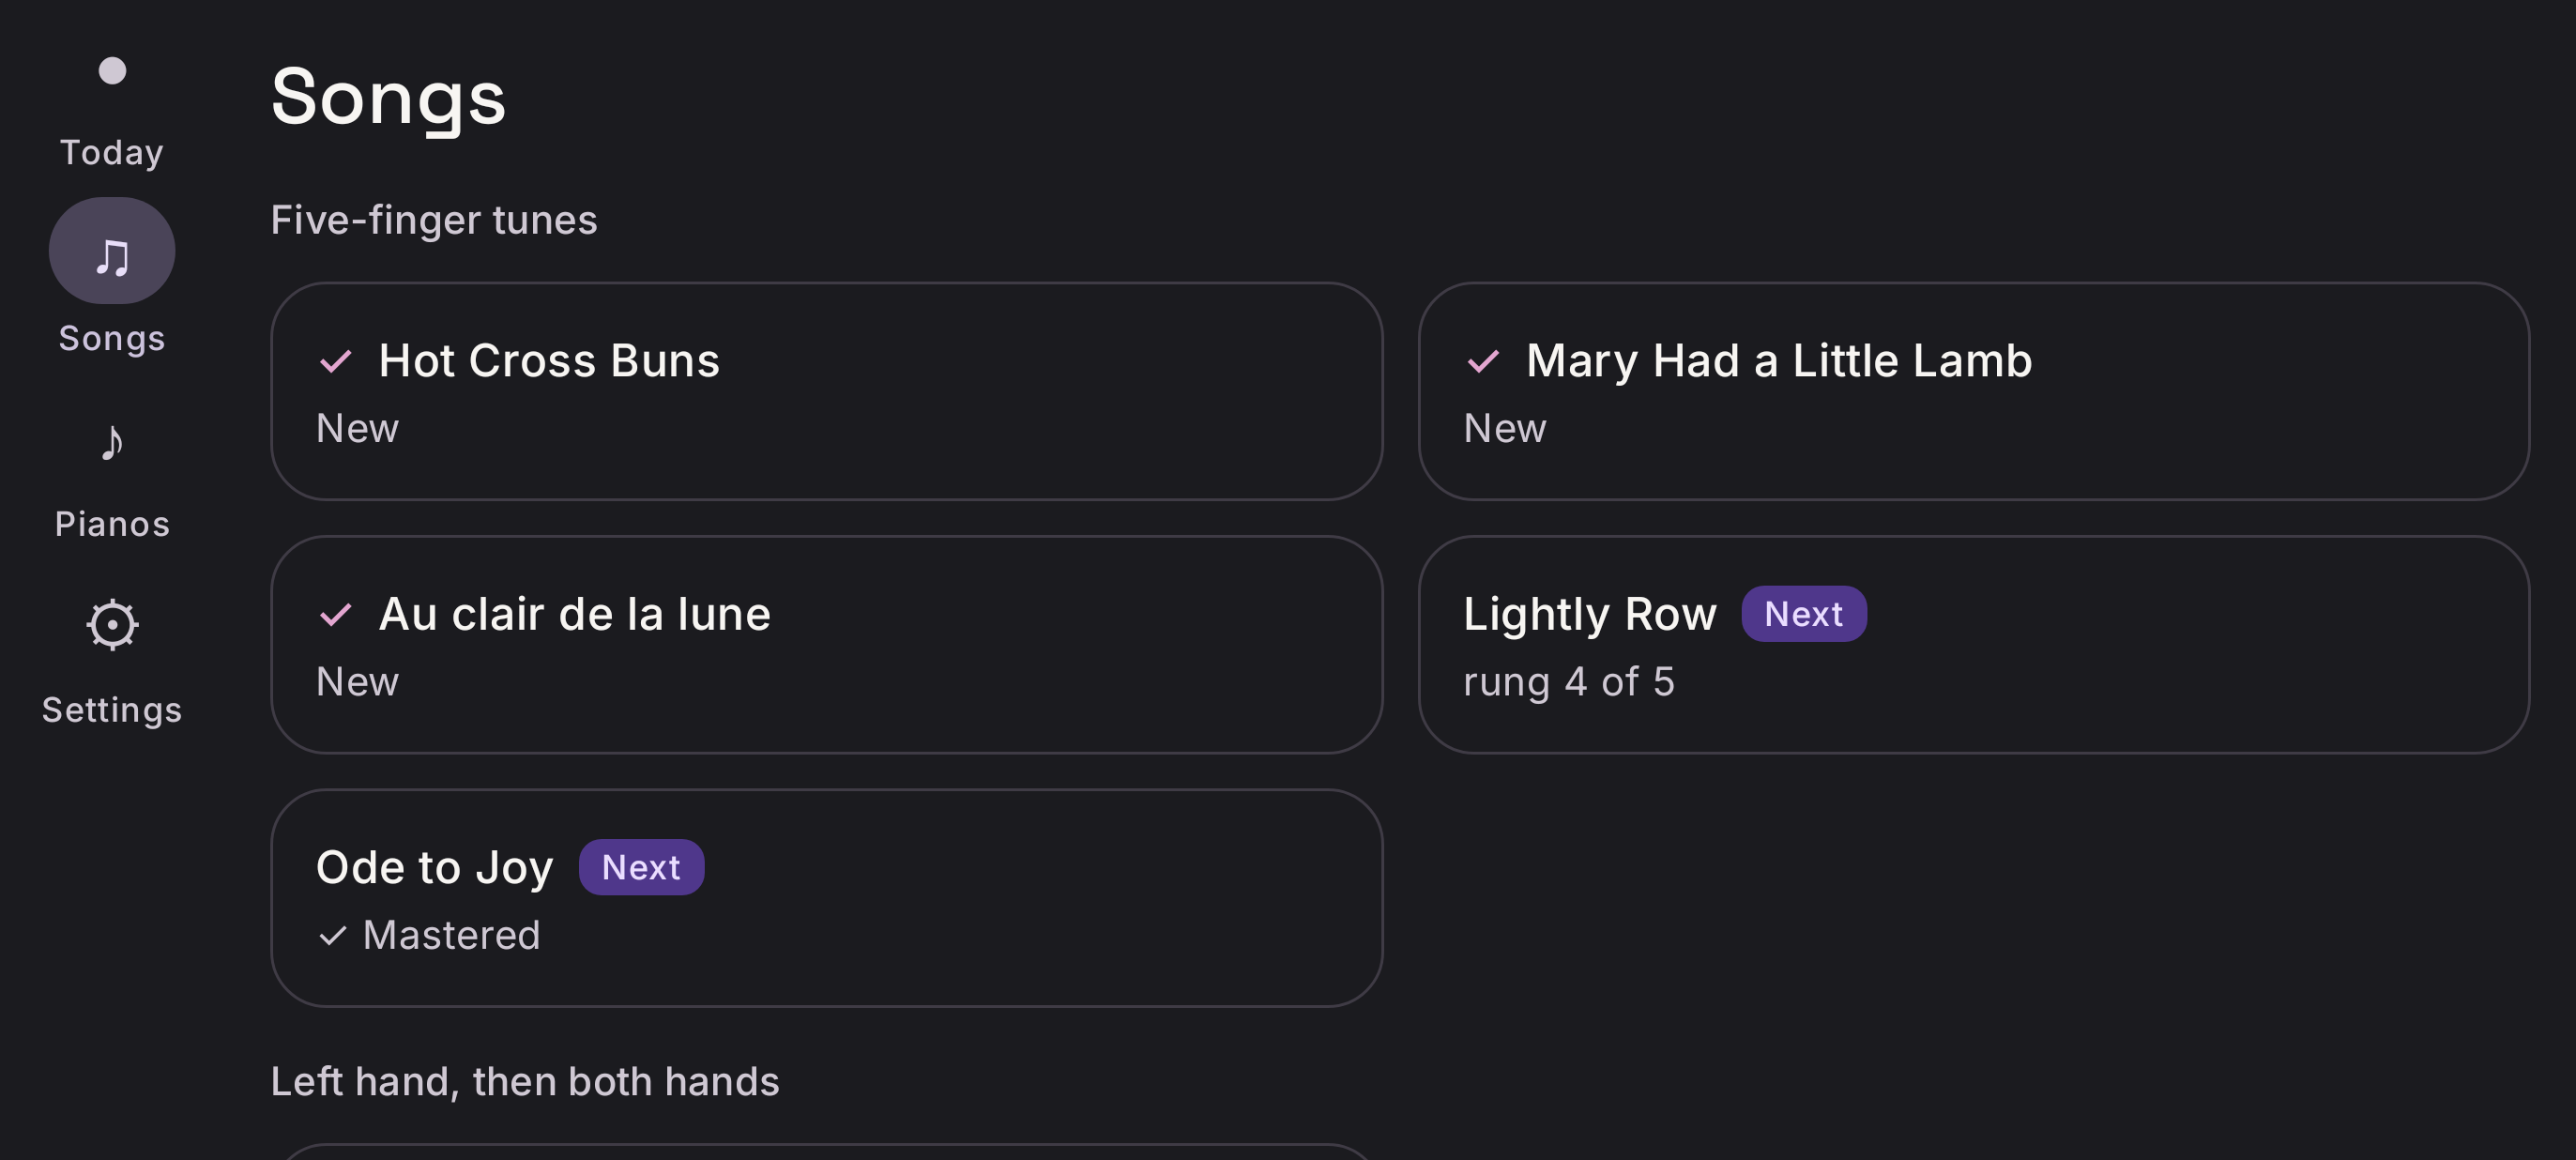 Today
Songs
Pianos
Settings
Songs
Five-finger tunes
✓ Hot Cross Buns
New
✓ Mary Had a Little Lamb
New
✓ Au clair de la lune
New
Lightly Row Next
rung 4 of 5
Ode to Joy Next
✓ Mastered
Left hand, then both hands